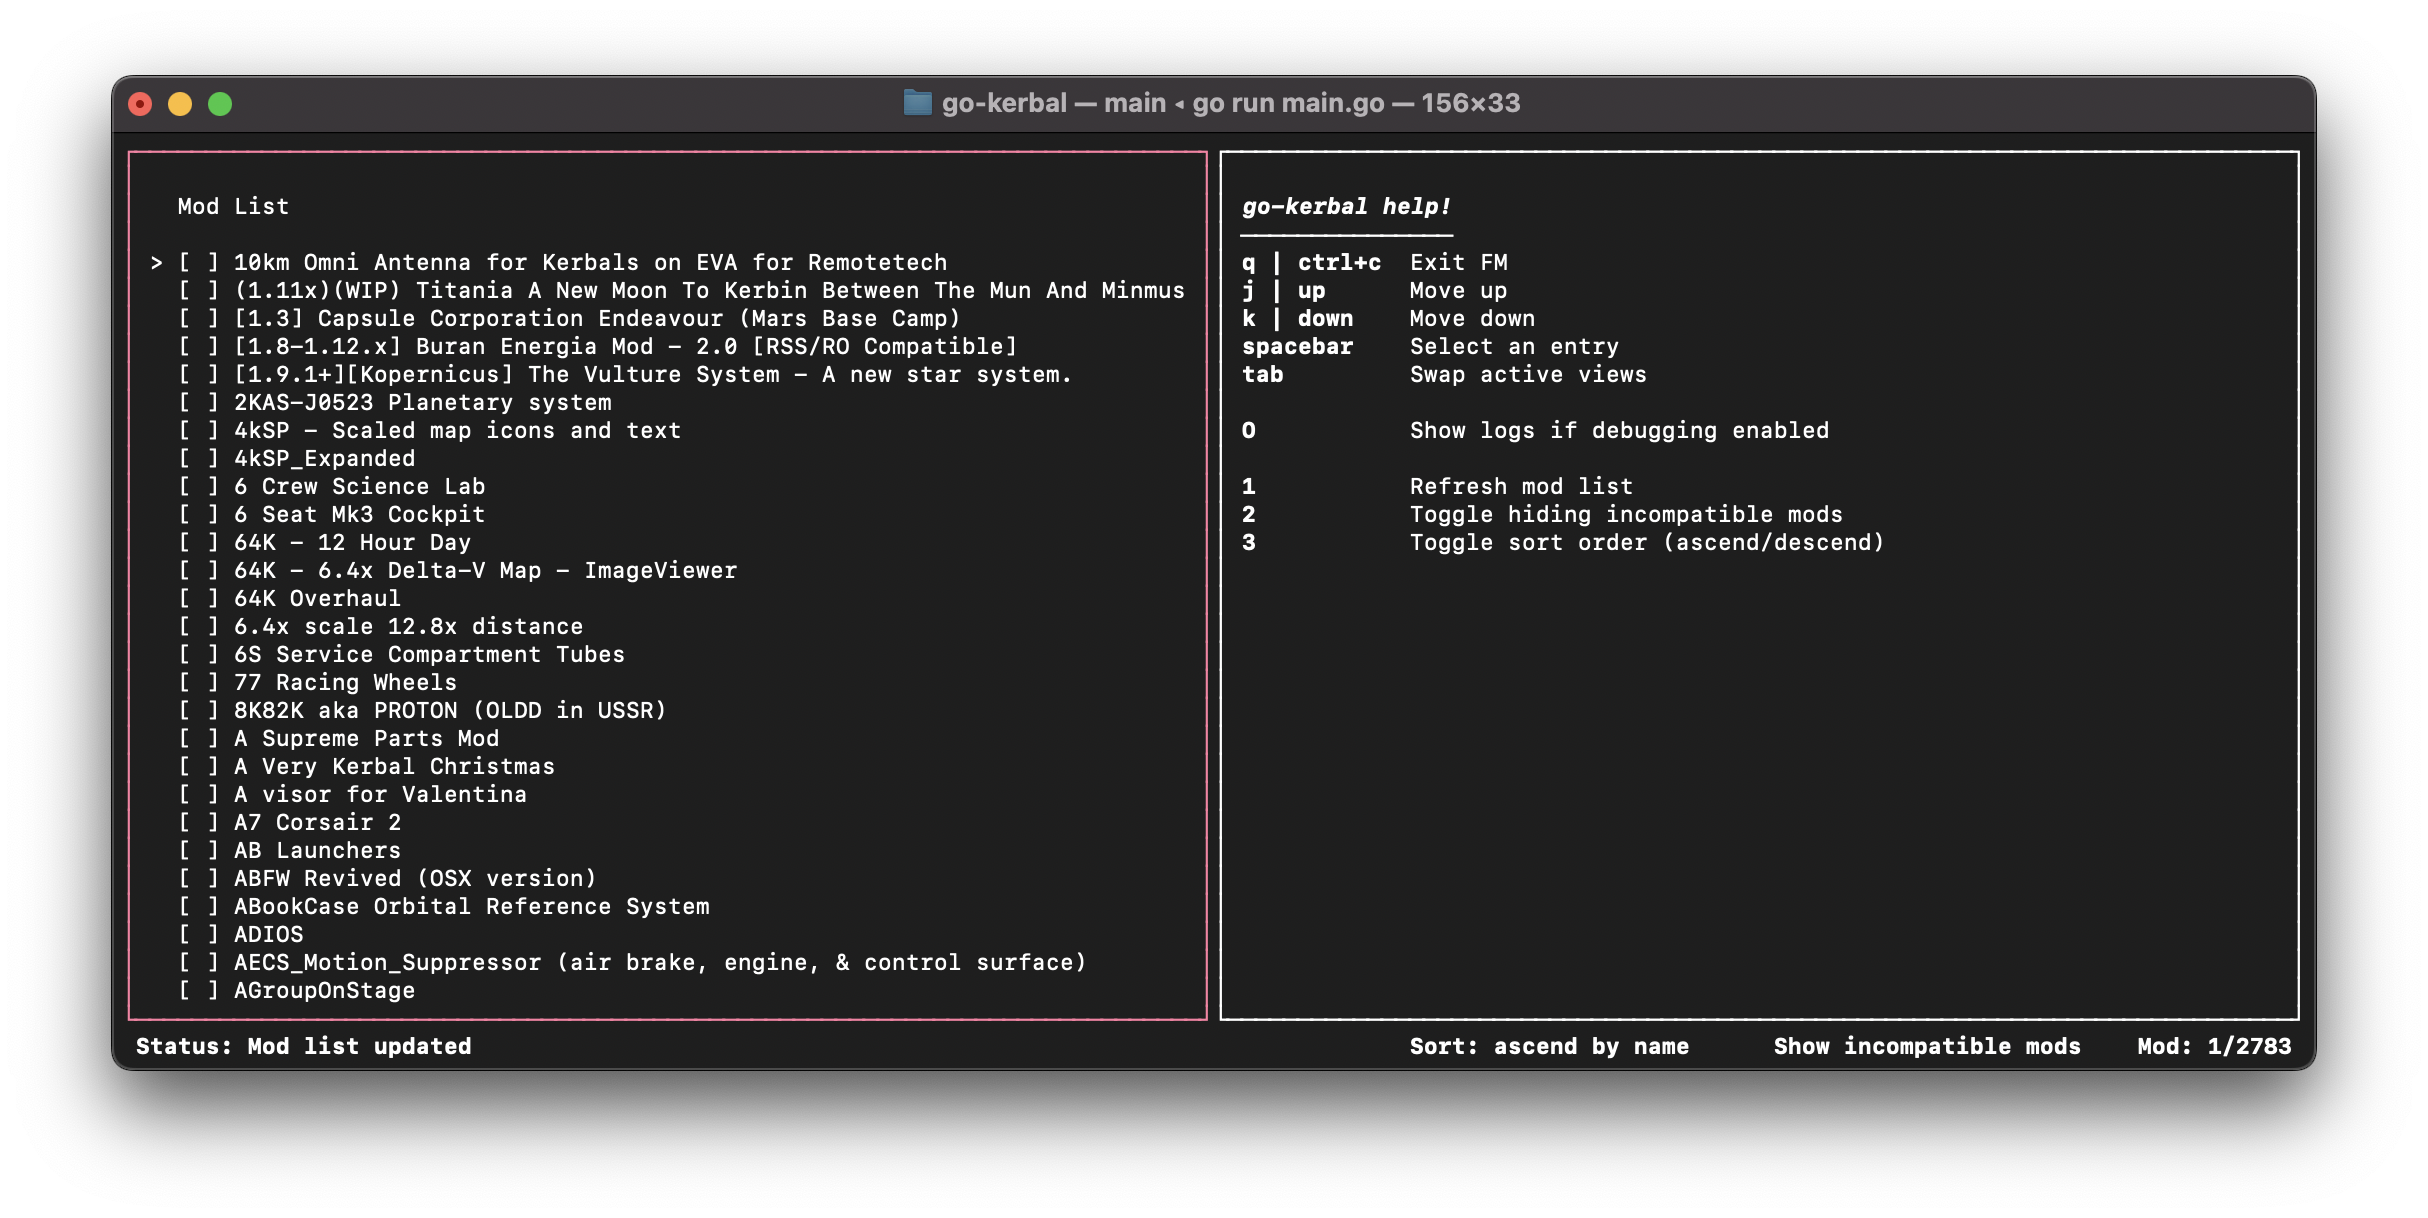 go-kerbal — main ◂ go run main.go — 156×33
Mod List
> [ ] 10km Omni Antenna for Kerbals on EVA for Remotetech
[ ] (1.11x)(WIP) Titania A New Moon To Kerbin Between The Mun And Minmus
[ ] [1.3] Capsule Corporation Endeavour (Mars Base Camp)
[ ] [1.8-1.12.x] Buran Energia Mod - 2.0 [RSS/RO Compatible]
[ ] [1.9.1+][Kopernicus] The Vulture System - A new star system.
[ ] 2KAS-J0523 Planetary system
[ ] 4kSP - Scaled map icons and text
[ ] 4kSP_Expanded
[ ] 6 Crew Science Lab
[ ] 6 Seat Mk3 Cockpit
[ ] 64K - 12 Hour Day
[ ] 64K - 6.4x Delta-V Map - ImageViewer
[ ] 64K Overhaul
[ ] 6.4x scale 12.8x distance
[ ] 6S Service Compartment Tubes
[ ] 77 Racing Wheels
[ ] 8K82K aka PROTON (OLDD in USSR)
[ ] A Supreme Parts Mod
[ ] A Very Kerbal Christmas
[ ] A visor for Valentina
[ ] A7 Corsair 2
[ ] AB Launchers
[ ] ABFW Revived (OSX version)
[ ] ABookCase Orbital Reference System
[ ] ADIOS
[ ] AECS_Motion_Suppressor (air brake, engine, & control surface)
[ ] AGroupOnStage
go-kerbal help!
q | ctrl+c Exit FM
j | up Move up
k | down Move down
spacebar Select an entry
tab Swap active views
O Show logs if debugging enabled
1 Refresh mod list
2 Toggle hiding incompatible mods
3 Toggle sort order (ascend/descend)
Status: Mod list updated Sort: ascend by name Show incompatible mods Mod: 1/2783